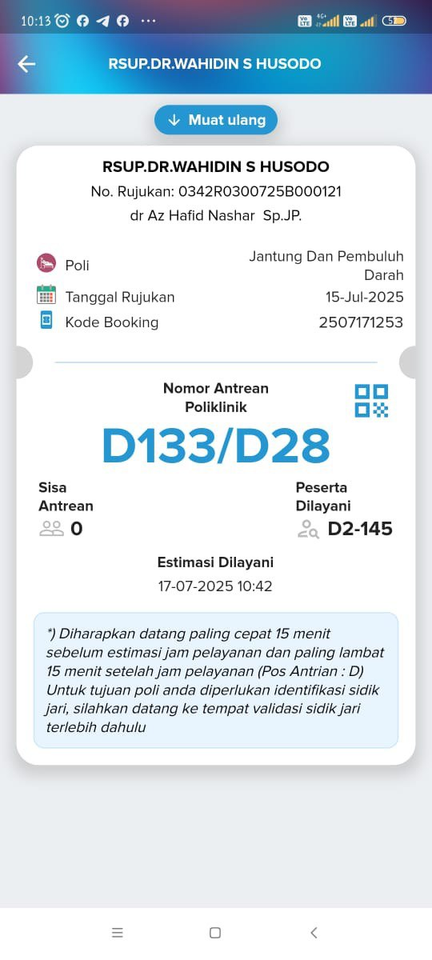 10:13
RSUP.DR.WAHIDIN S HUSODO
Muat ulang
RSUP.DR.WAHIDIN S HUSODO
No. Rujukan: 0342R0300725B000121
dr Az Hafid Nashar Sp.JP.
Poli
Jantung Dan Pembuluh
Darah
Tanggal Rujukan
15-Jul-2025
Kode Booking
2507171253
Nomor Antrean
Poliklinik
D133/D28
Sisa
Antrean
0
Peserta
Dilayani
D2-145
Estimasi Dilayani
17-07-2025 10:42
*) Diharapkan datang paling cepat 15 menit
sebelum estimasi jam pelayanan dan paling lambat
15 menit setelah jam pelayanan (Pos Antrian : D)
Untuk tujuan poli anda diperlukan identifikasi sidik
jari, silahkan datang ke tempat validasi sidik jari
terlebih dahulu